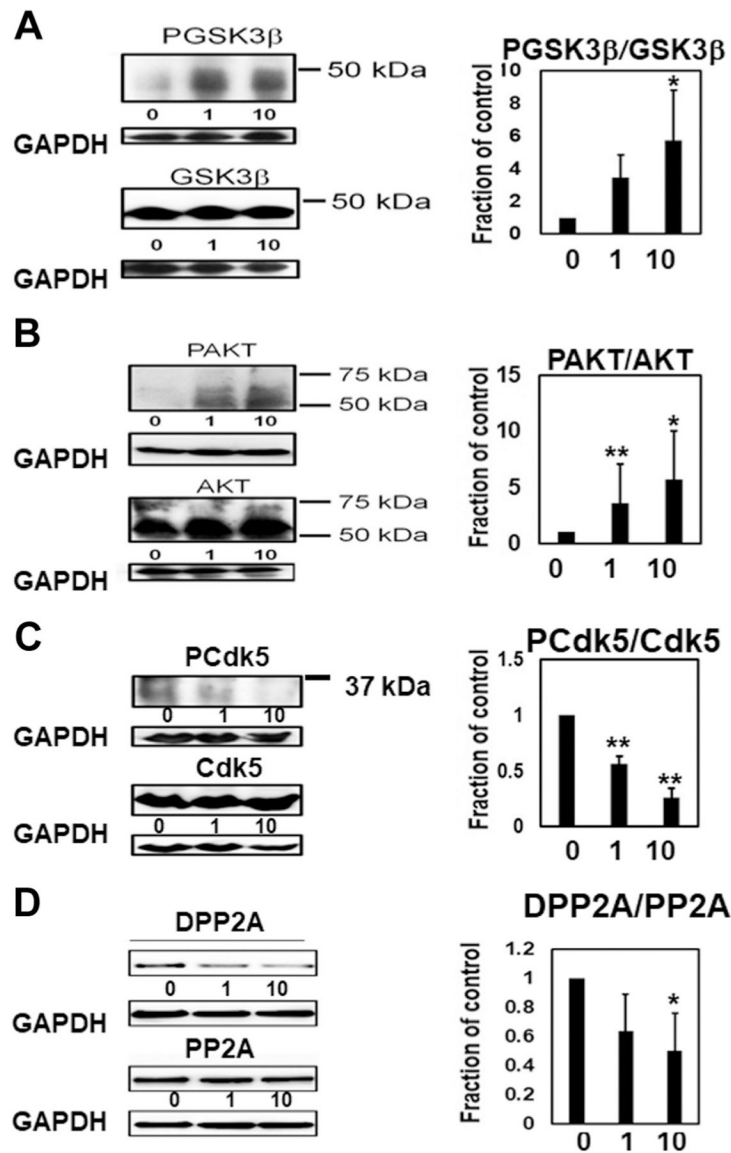 A
PGSK3β
50 kDa
0 1 10
GAPDH
GSK3β
50 kDa
0 1 10
GAPDH
PGSK3β/GSK3β
Fraction of control
10
8
6
4
2
0
*
0 1 10
B
PAKT
75 kDa
50 kDa
0 1 10
GAPDH
AKT
75 kDa
50 kDa
0 1 10
GAPDH
PAKT/AKT
Fraction of control
15
10
5
0
** *
0 1 10
C
PCdk5
37 kDa
0 1 10
GAPDH
Cdk5
0 1 10
GAPDH
PCdk5/Cdk5
Fraction of control
1.5
1
0.5
0
** **
0 1 10
D
DPP2A
0 1 10
GAPDH
PP2A
0 1 10
GAPDH
DPP2A/PP2A
Fraction of control
1.2
1
0.8
0.6
0.4
0.2
0
*
0 1 10